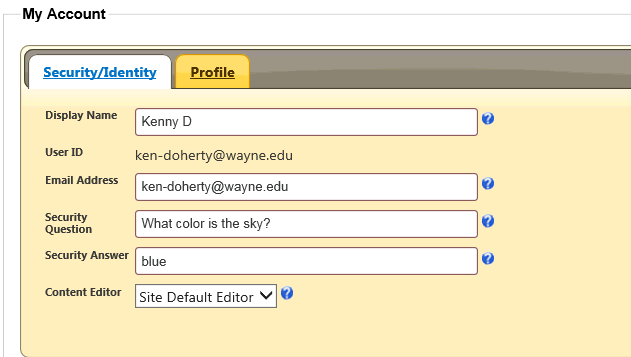 My Account
Security/Identity Profile
Display Name Kenny D ?
User ID ken-doherty@wayne.edu
Email Address ken-doherty@wayne.edu ?
Security
Question What color is the sky? ?
Security Answer blue ?
Content Editor Site Default Editor ?